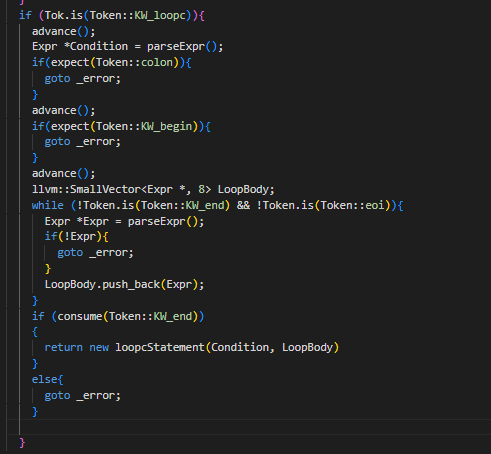 }
if (Tok.is(Token::KW_loopc)){
advance();
Expr *Condition = parseExpr();
if(expect(Token::colon)){
goto _error;
}
advance();
if(expect(Token::KW_begin)){
goto _error;
}
advance();
llvm::SmallVector<Expr *, 8> LoopBody;
while (!Token.is(Token::KW_end) && !Token.is(Token::eoi)){
Expr *Expr = parseExpr();
if(!Expr){
goto _error;
}
LoopBody.push_back(Expr);
}
if (consume(Token::KW_end))
{
return new loopcStatement(Condition, LoopBody)
}
else{
goto _error;
}
}